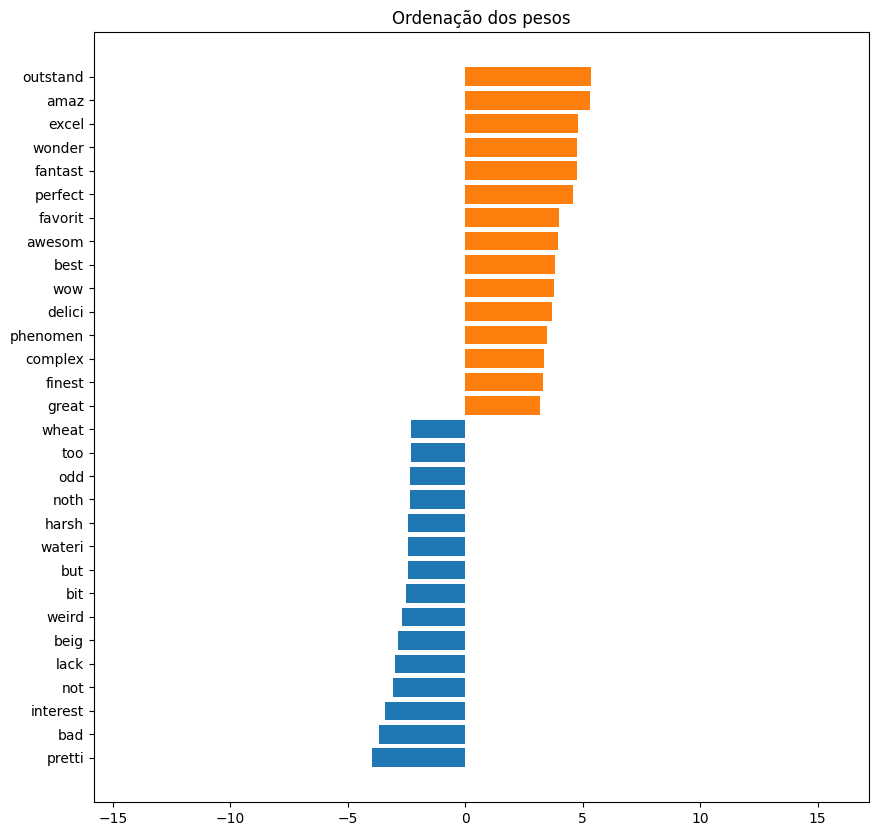 Ordenação dos pesos
outstand
amaz
excel
wonder
fantast
perfect
favorit
awesom
best
wow
delici
phenomen
complex
finest
great
wheat
too
odd
noth
harsh
wateri
but
bit
weird
beig
lack
not
interest
bad
pretti
−15 −10 −5 0 5 10 15